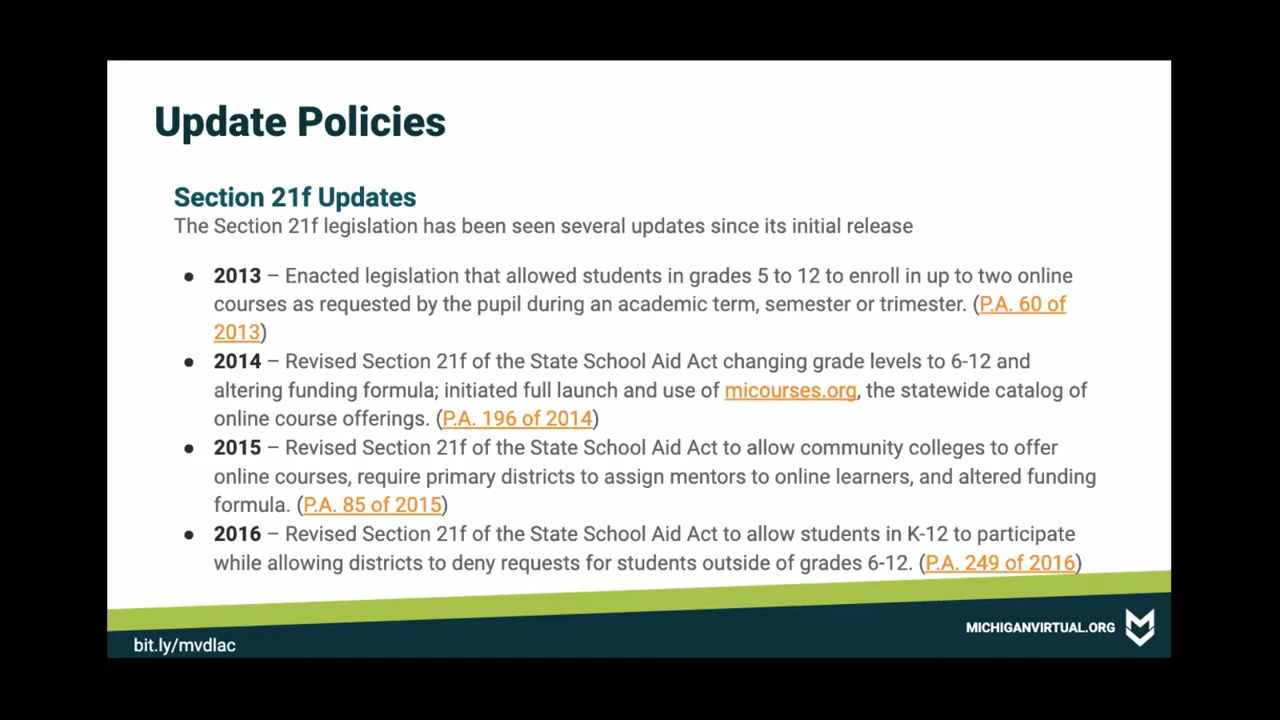 Update Policies
Section 21f Updates
The Section 21f legislation has been seen several updates since its initial release
● 2013 – Enacted legislation that allowed students in grades 5 to 12 to enroll in up to two online
courses as requested by the pupil during an academic term, semester or trimester. (P.A. 60 of
2013)
● 2014 – Revised Section 21f of the State School Aid Act changing grade levels to 6-12 and
altering funding formula; initiated full launch and use of micourses.org, the statewide catalog of
online course offerings. (P.A. 196 of 2014)
● 2015 – Revised Section 21f of the State School Aid Act to allow community colleges to offer
online courses, require primary districts to assign mentors to online learners, and altered funding
formula. (P.A. 85 of 2015)
● 2016 – Revised Section 21f of the State School Aid Act to allow students in K-12 to participate
while allowing districts to deny requests for students outside of grades 6-12. (P.A. 249 of 2016)
MICHIGANVIRTUAL.ORG
bit.ly/mvdlac